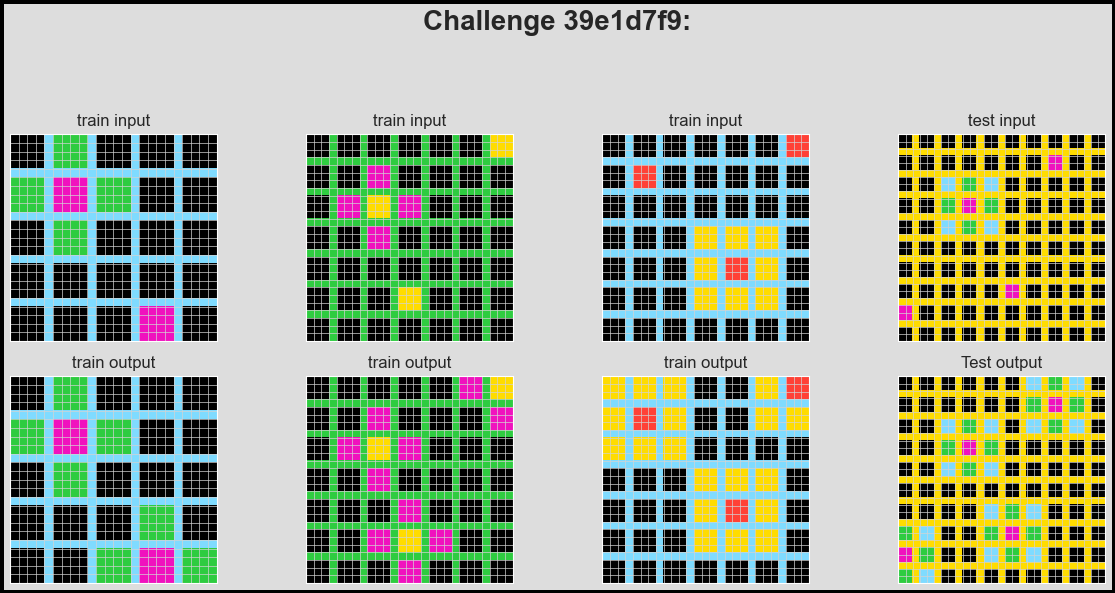 Challenge 39e1d7f9:
train input
train input
train input
test input
train output
train output
train output
Test output